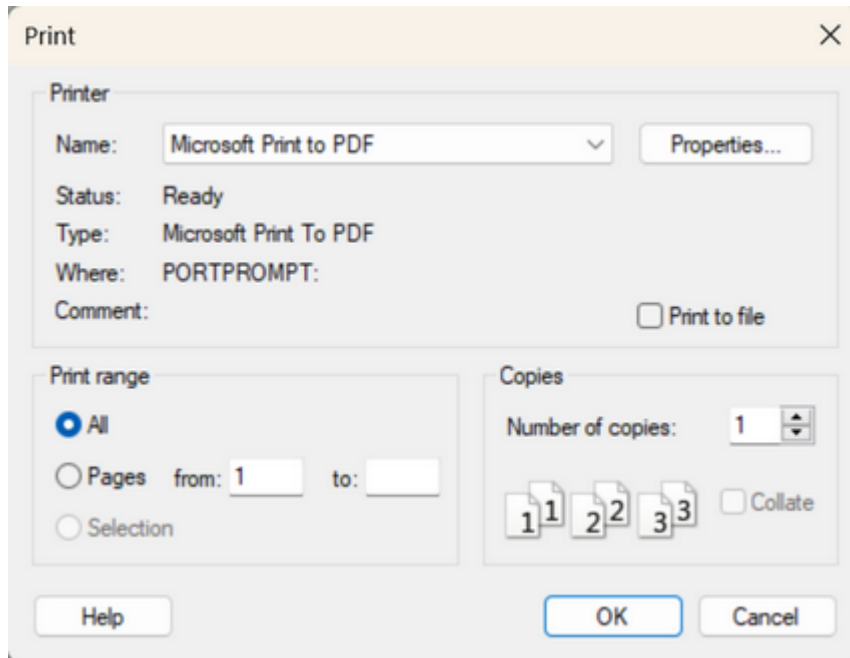 Print
Printer
Name: Microsoft Print to PDF Properties...
Status: Ready
Type: Microsoft Print To PDF
Where: PORTPROMPT:
Comment: Print to file
Print range
All
Pages from: 1 to:
Selection
Copies
Number of copies: 1
1 1 2 2 3 3 Collate
Help OK Cancel